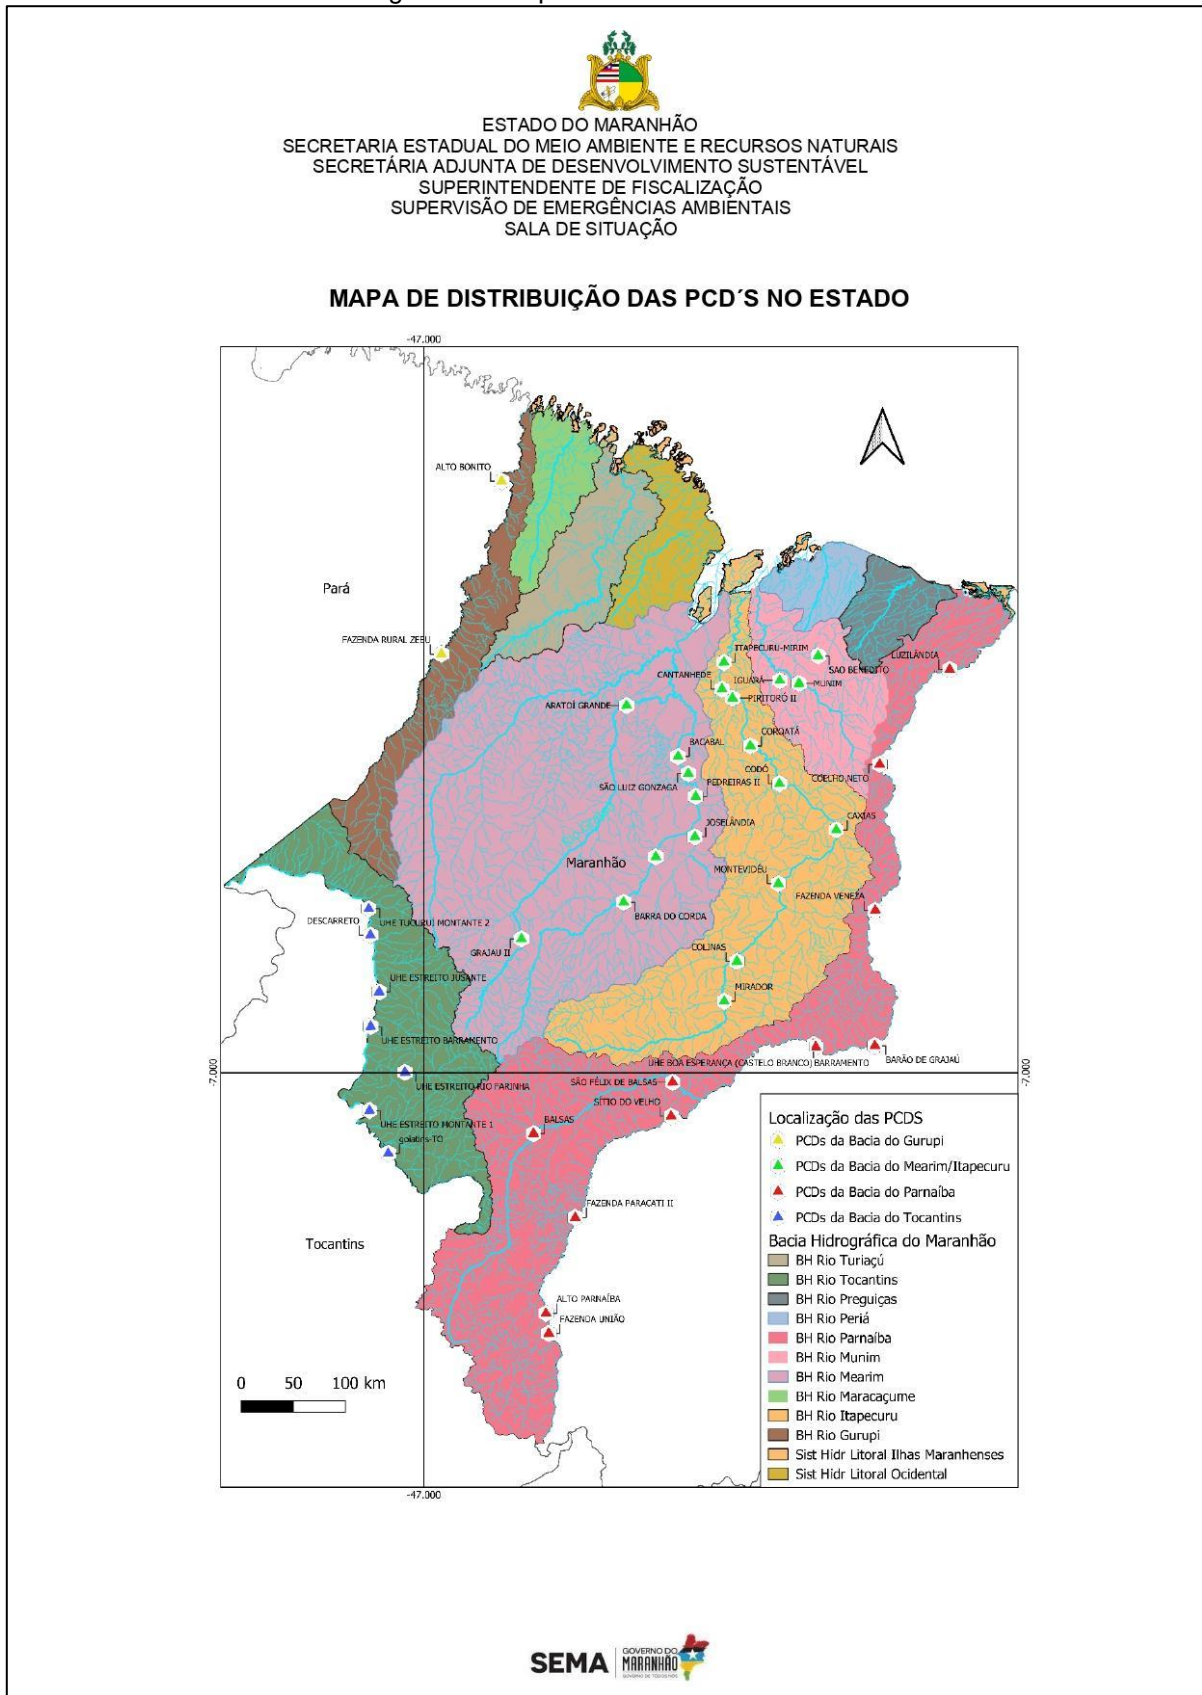 ESTADO DO MARANHÃO
SECRETARIA ESTADUAL DO MEIO AMBIENTE E RECURSOS NATURAIS
SECRETÁRIA ADJUNTA DE DESENVOLVIMENTO SUSTENTÁVEL
SUPERINTENDENTE DE FISCALIZAÇÃO
SUPERVISÃO DE EMERGÊNCIAS AMBIENTAIS
SALA DE SITUAÇÃO
MAPA DE DISTRIBUIÇÃO DAS PCD´S NO ESTADO
-47.000
ALTO BONITO
Pará
FAZENDA RURAL ZEBU
ITAPECURU-MIRIM
LUZILÂNDIA
SAO BENEDITO
CANTANHEDE
IGUARÁ
MUNIM
PIRITORÓ II
ARATOÍ GRANDE
COROATÁ
BACABAL
CODÓ
COELHO NETO
SÃO LUIZ GONZAGA
PEDREIRAS II
CAXIAS
JOSELÂNDIA
Maranhão
MONTEVIDÉU
FAZENDA VENEZA
BARRA DO CORDA
DESCARRETO
UHE TUCURUÍ MONTANTE 2
GRAJAU II
COLINAS
UHE ESTREITO JUSANTE
MIRADOR
UHE ESTREITO BARRAMENTO
UHE BOA ESPERANÇA (CASTELO BRANCO) BARRAMENTO
BARÃO DE GRAJAÚ
-7.000
-7.000
UHE ESTREITO RIO FARINHA
SÃO FÉLIX DE BALSAS
SÍTIO DO VELHO
UHE ESTREITO MONTANTE 1
BALSAS
goiatins-TO
FAZENDA PARACATI II
Tocantins
ALTO PARNAÍBA
FAZENDA UNIÃO
0 50 100 km
-47.000
Localização das PCDS
PCDs da Bacia do Gurupi
PCDs da Bacia do Mearim/Itapecuru
PCDs da Bacia do Parnaíba
PCDs da Bacia do Tocantins
Bacia Hidrográfica do Maranhão
BH Rio Turiaçú
BH Rio Tocantins
BH Rio Preguiças
BH Rio Periá
BH Rio Parnaíba
BH Rio Munim
BH Rio Mearim
BH Rio Maracaçume
BH Rio Itapecuru
BH Rio Gurupi
Sist Hidr Litoral Ilhas Maranhenses
Sist Hidr Litoral Ocidental
SEMA
GOVERNO DO
MARANHÃO